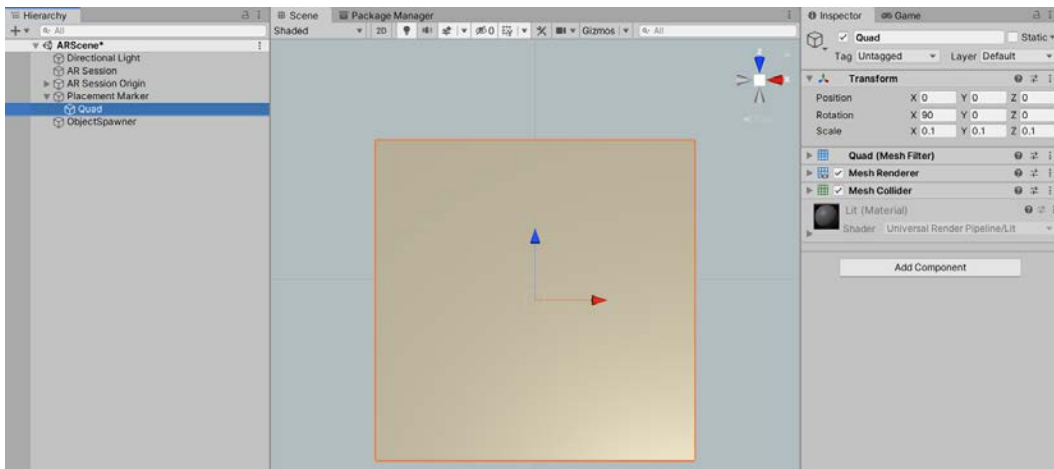 Hierarchy
All
ARScene*
Directional Light
AR Session
AR Session Origin
Placement Marker
Quad
ObjectSpawner
Scene
Package Manager
Shaded
2D
0
Gizmos
All
Inspector
Game
Quad
Static
Tag Untagged
Layer Default
Transform
Position X 0 Y 0 Z 0
Rotation X 90 Y 0 Z 0
Scale X 0.1 Y 0.1 Z 0.1
Quad (Mesh Filter)
Mesh Renderer
Mesh Collider
Lit (Material)
Shader Universal Render Pipeline/Lit
Add Component